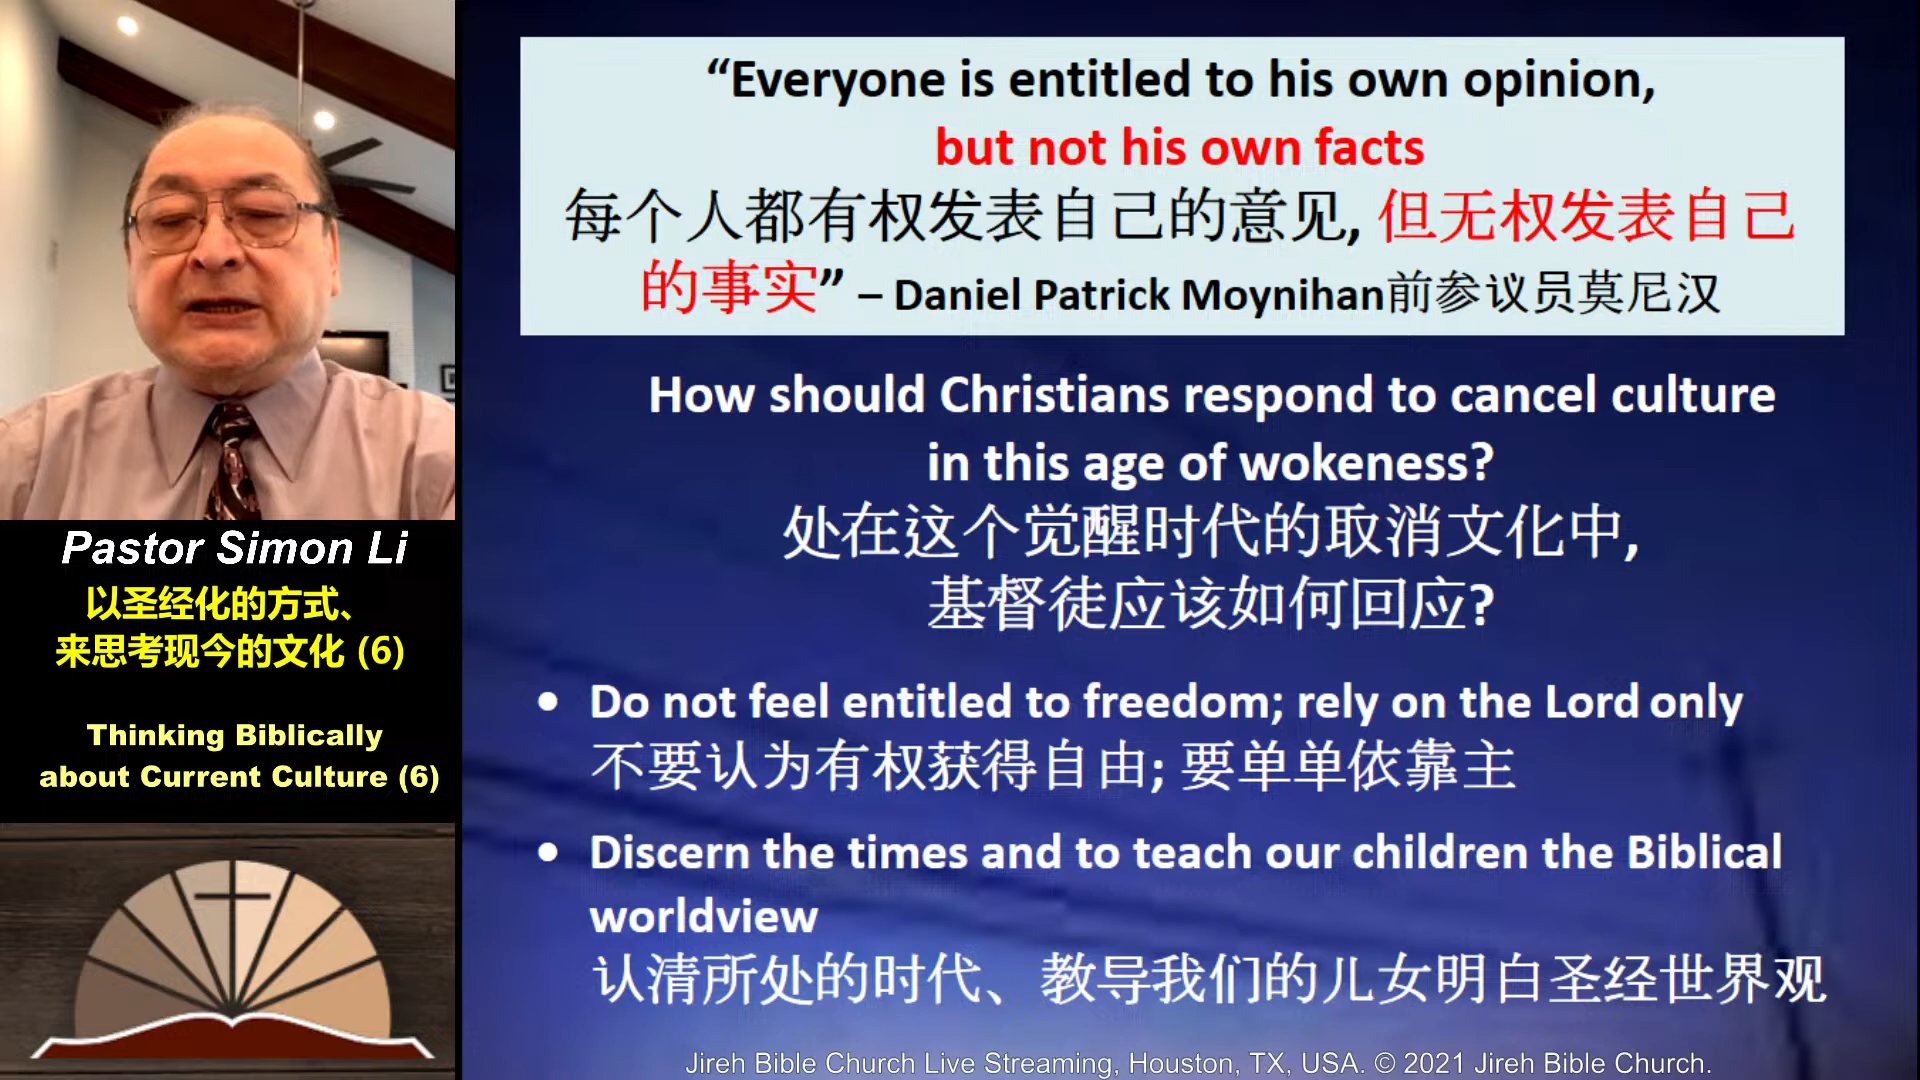 “Everyone is entitled to his own opinion,
but not his own facts
每个人都有权发表自己的意见, 但无权发表自己
的事实” – Daniel Patrick Moynihan前参议员莫尼汉
How should Christians respond to cancel culture
in this age of wokeness?
处在这个觉醒时代的取消文化中,
基督徒应该如何回应?
• Do not feel entitled to freedom; rely on the Lord only
不要认为有权获得自由; 要单单依靠主
• Discern the times and to teach our children the Biblical
worldview
认清所处的时代、教导我们的儿女明白圣经世界观
Pastor Simon Li
以圣经化的方式、
来思考现今的文化 (6)
Thinking Biblically
about Current Culture (6)
Jireh Bible Church Live Streaming, Houston, TX, USA. © 2021 Jireh Bible Church.